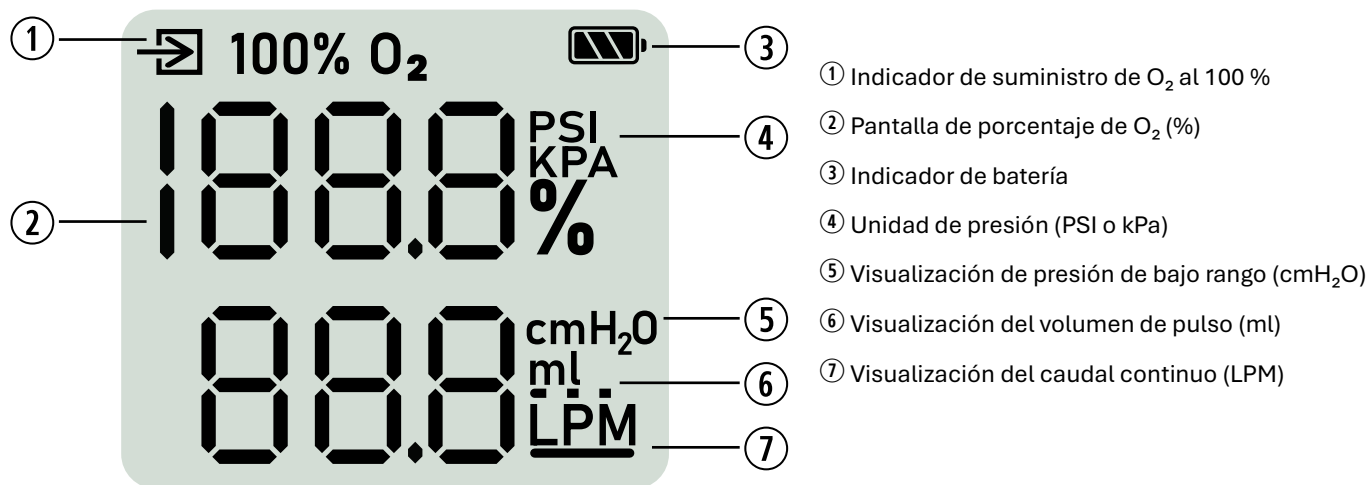 ① 100% O₂ ③
188.8 PSI
KPA ④
② %
88.8 cmH₂O ⑤
ml ⑥
LPM ⑦
① Indicador de suministro de O₂ al 100 %
② Pantalla de porcentaje de O₂ (%)
③ Indicador de batería
④ Unidad de presión (PSI o kPa)
⑤ Visualización de presión de bajo rango (cmH₂O)
⑥ Visualización del volumen de pulso (ml)
⑦ Visualización del caudal continuo (LPM)